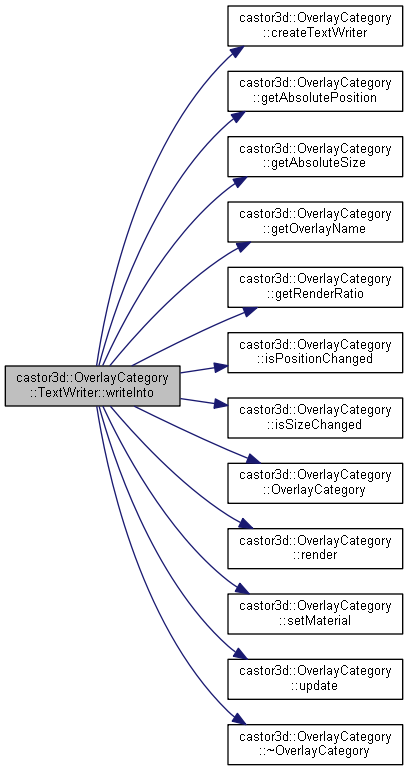 castor3d::OverlayCategory
::createTextWriter
castor3d::OverlayCategory
::getAbsolutePosition
castor3d::OverlayCategory
::getAbsoluteSize
castor3d::OverlayCategory
::getOverlayName
castor3d::OverlayCategory
::getRenderRatio
castor3d::OverlayCategory
::isPositionChanged
castor3d::OverlayCategory
::TextWriter::writeInto
castor3d::OverlayCategory
::isSizeChanged
castor3d::OverlayCategory
::OverlayCategory
castor3d::OverlayCategory
::render
castor3d::OverlayCategory
::setMaterial
castor3d::OverlayCategory
::update
castor3d::OverlayCategory
::~OverlayCategory